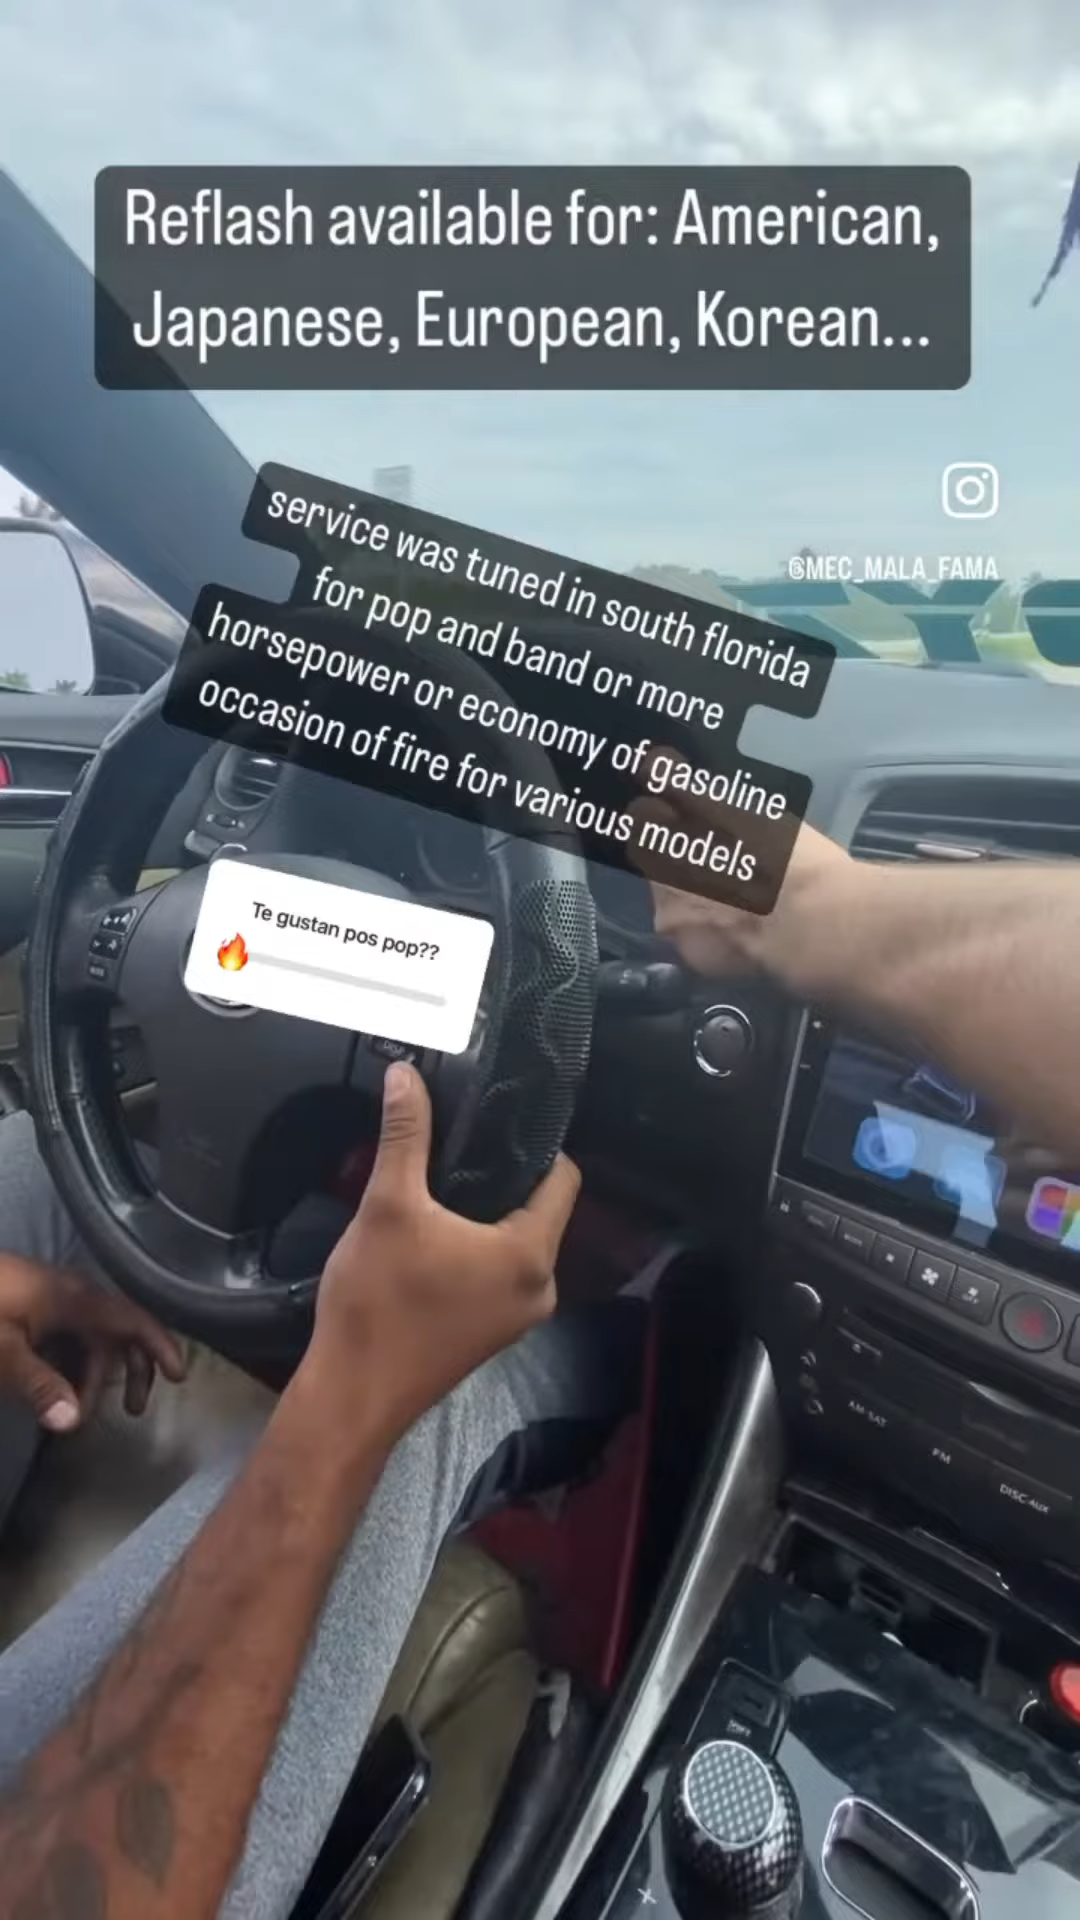 Reflash available for: American,
Japanese, European, Korean...
@MEC_MALA_FAMA
service was tuned in south florida
for pop and band or more
horsepower or economy of gasoline
occasion of fire for various models
Te gustan pos pop??
DISP
OFF
AM·SAT
FM
DISC·AUX